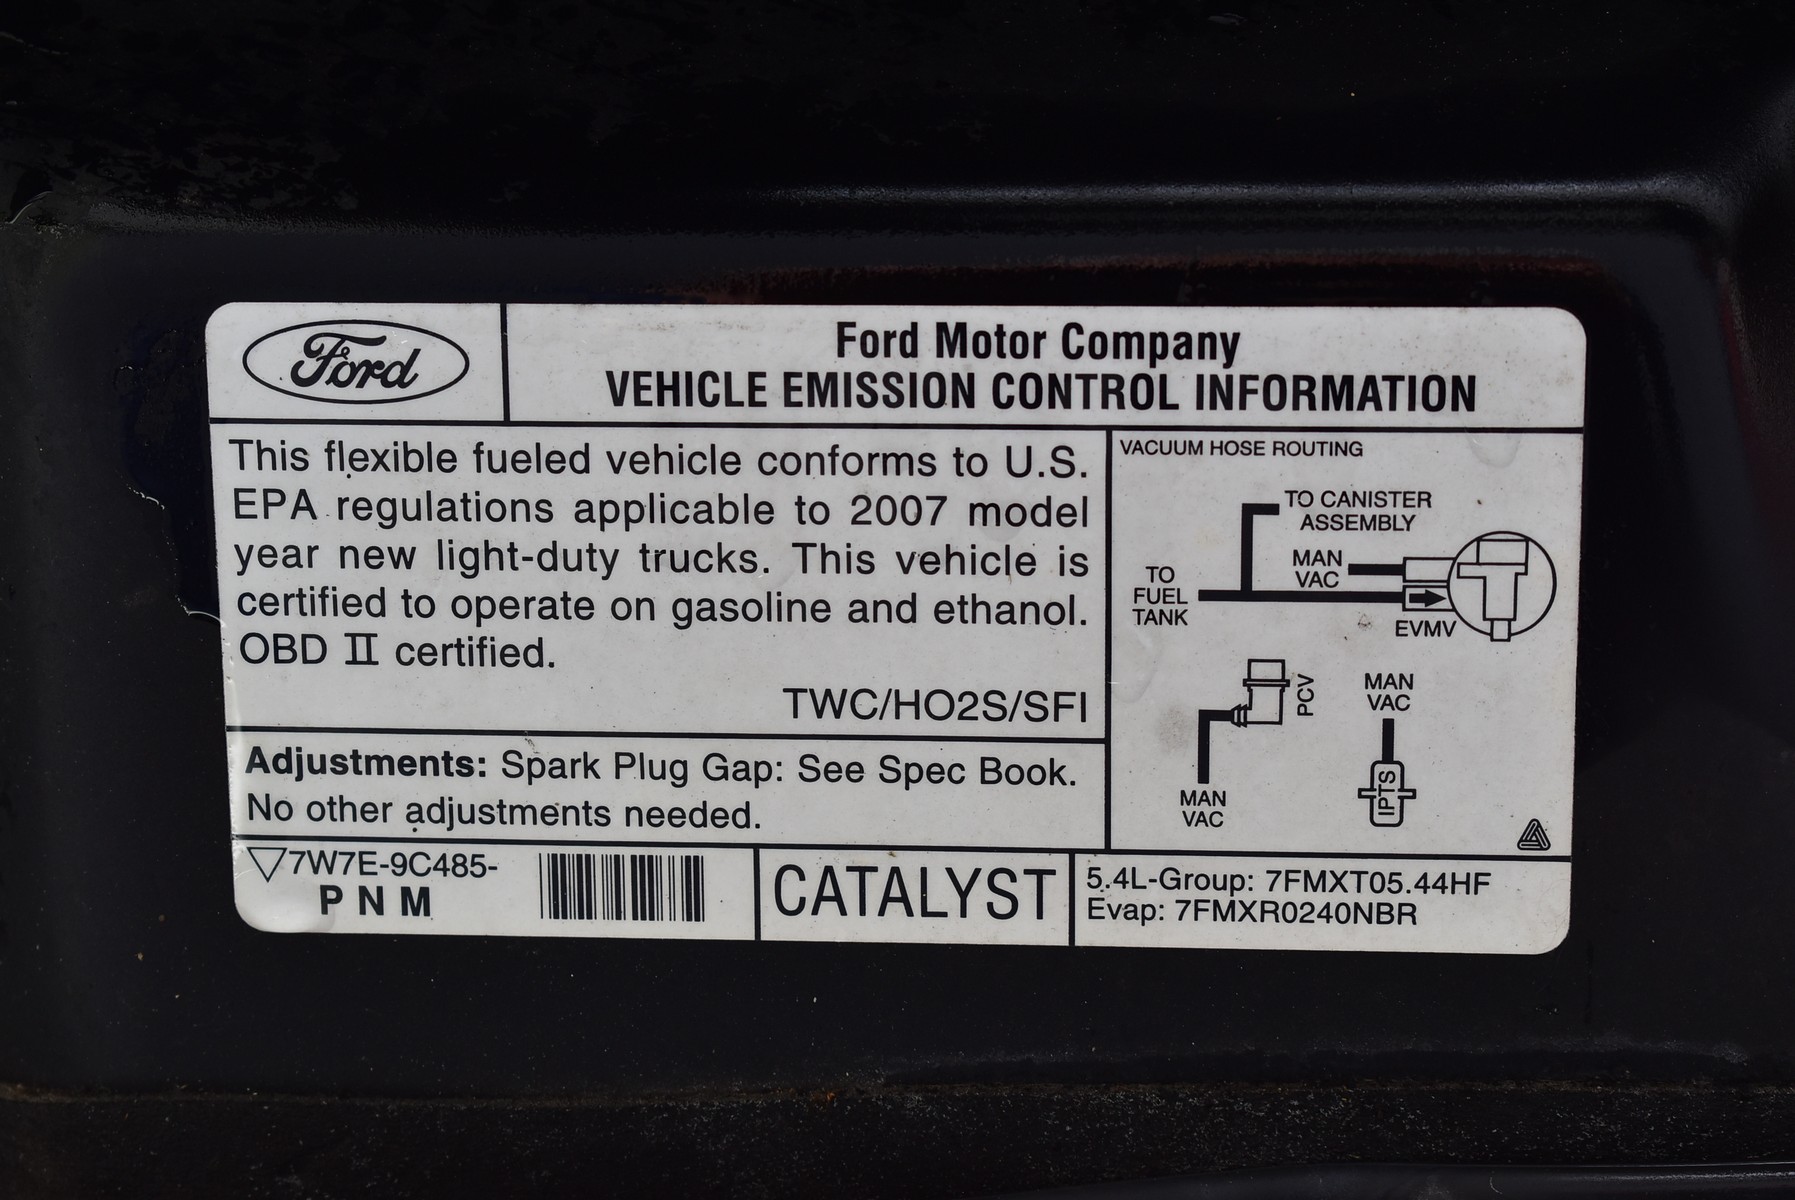 Ford
Ford Motor Company
VEHICLE EMISSION CONTROL INFORMATION
This flexible fueled vehicle conforms to U.S.
EPA regulations applicable to 2007 model
year new light-duty trucks. This vehicle is
certified to operate on gasoline and ethanol.
OBD II certified.
TWC/HO2S/SFI
Adjustments: Spark Plug Gap: See Spec Book.
No other adjustments needed.
VACUUM HOSE ROUTING
TO CANISTER
ASSEMBLY
MAN
VAC
TO
FUEL
TANK
EVMV
PCV
MAN
VAC
MAN
VAC
IPTS
7W7E-9C485-
P N M
CATALYST
5.4L-Group: 7FMXT05.44HF
Evap: 7FMXR0240NBR